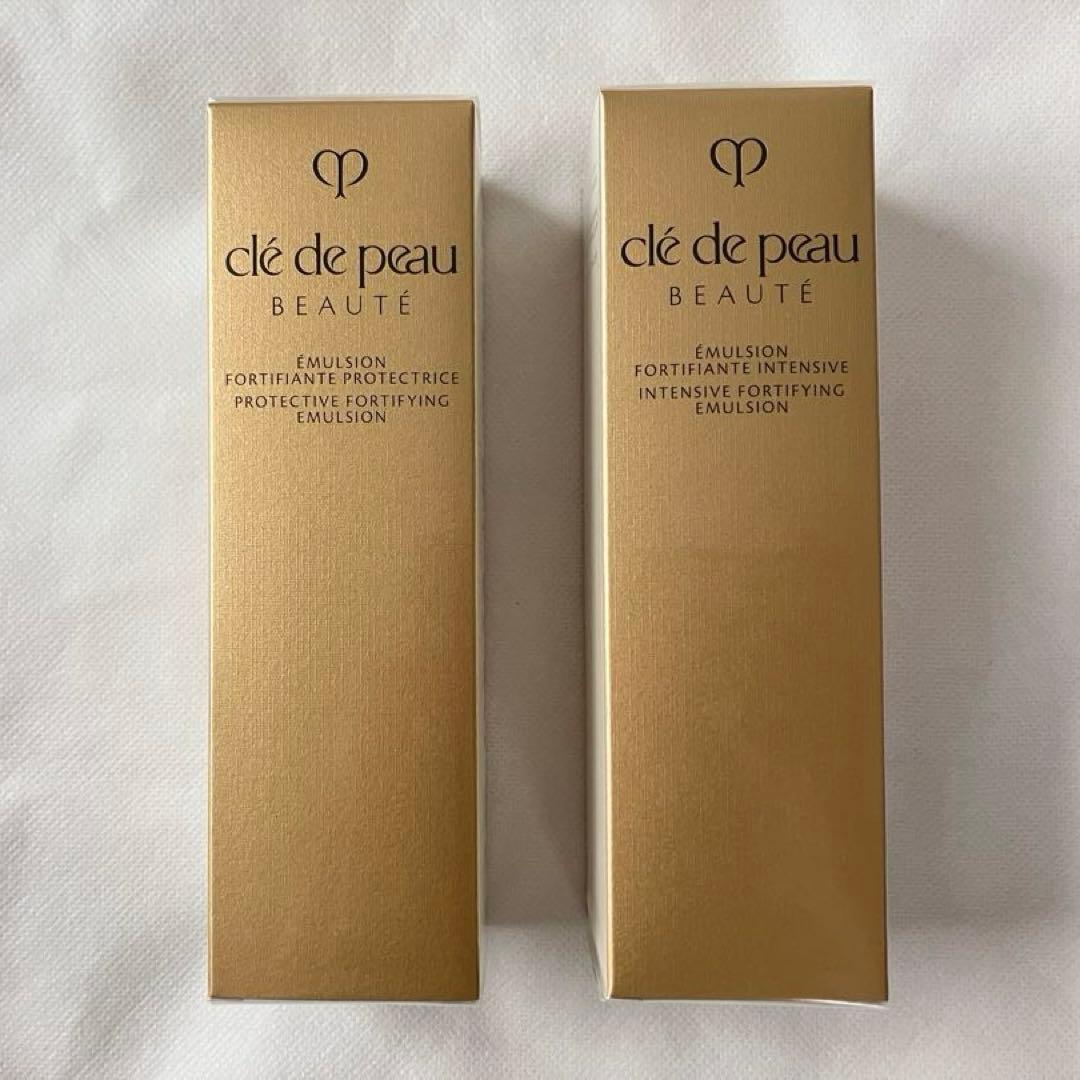 clé de peau
BEAUTÉ
ÉMULSION
FORTIFIANTE PROTECTRICE
PROTECTIVE FORTIFYING
EMULSION
clé de peau
BEAUTÉ
ÉMULSION
FORTIFIANTE INTENSIVE
INTENSIVE FORTIFYING
EMULSION